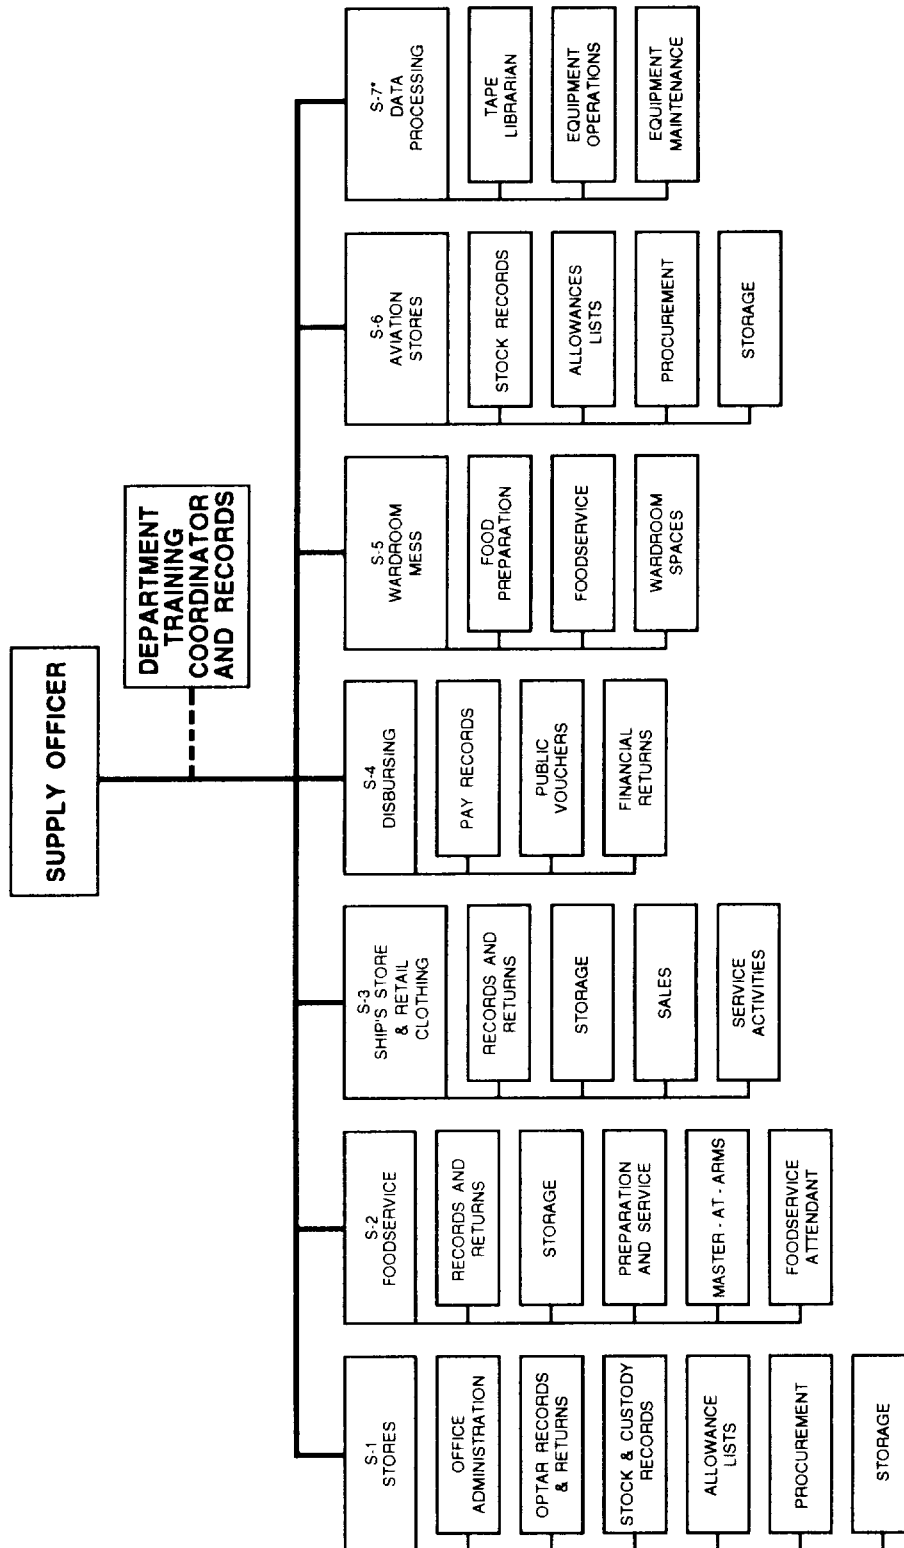 SUPPLY OFFICER
DEPARTMENT
TRAINING
COORDINATOR
AND RECORDS
S-1
STORES
OFFICE
ADMINISTRATION
OPTAR RECORDS
& RETURNS
STOCK & CUSTODY
RECORDS
ALLOWANCE
LISTS
PROCUREMENT
STORAGE
S-2
FOODSERVICE
RECORDS AND
RETURNS
STORAGE
PREPARATION
AND SERVICE
MASTER - AT - ARMS
FOODSERVICE
ATTENDANT
S-3
SHIP'S STORE
& RETAIL
CLOTHING
RECORDS AND
RETURNS
STORAGE
SALES
SERVICE
ACTIVITIES
S-4
DISBURSING
PAY RECORDS
PUBLIC
VOUCHERS
FINANCIAL
RETURNS
S-5
WARDROOM
MESS
FOOD
PREPARATION
FOODSERVICE
WARDROOM
SPACES
S-6
AVIATION
STORES
STOCK RECORDS
ALLOWANCES
LISTS
PROCUREMENT
STORAGE
S-7*
DATA
PROCESSING
TAPE
LIBRARIAN
EQUIPMENT
OPERATIONS
EQUIPMENT
MAINTENANCE